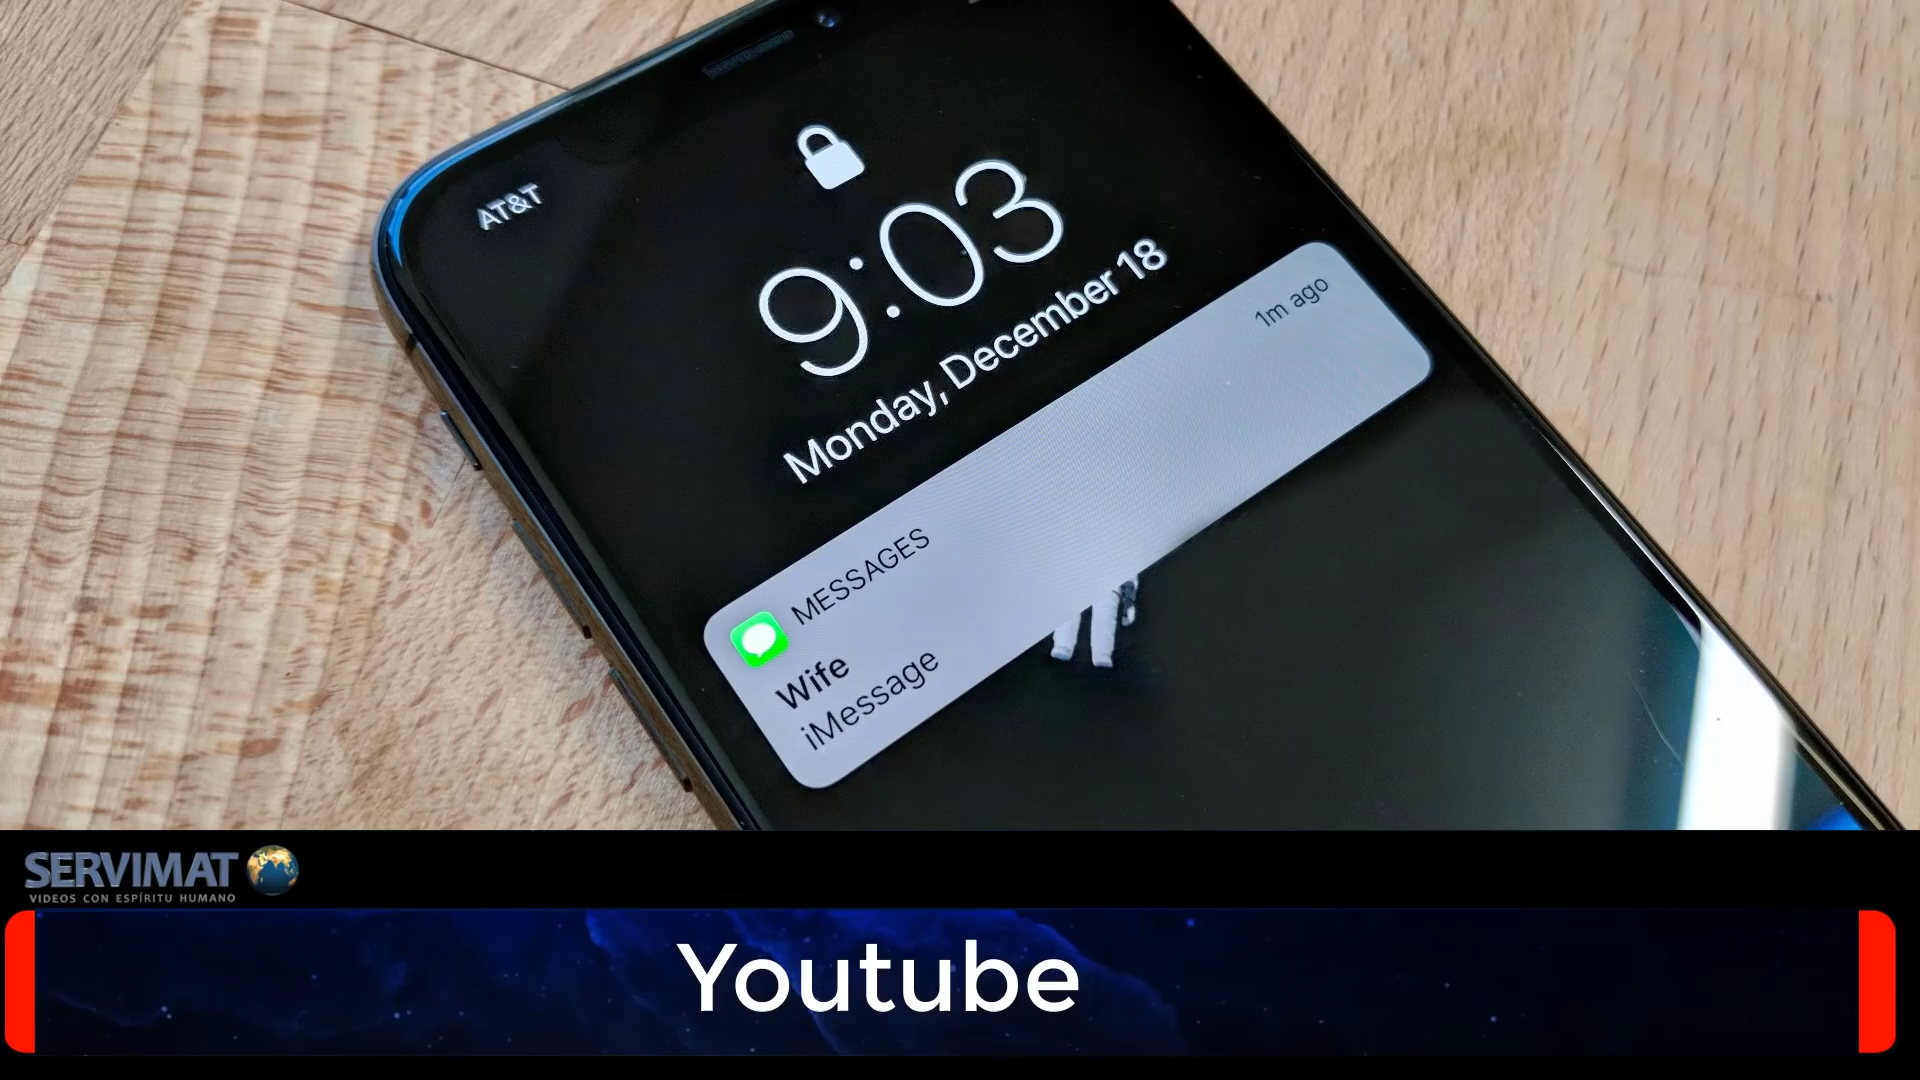 AT&T
9:03
Monday, December 18
1m ago
MESSAGES
Wife
iMessage
SERVIMAT
VIDEOS CON ESPÍRITU HUMANO
Youtube